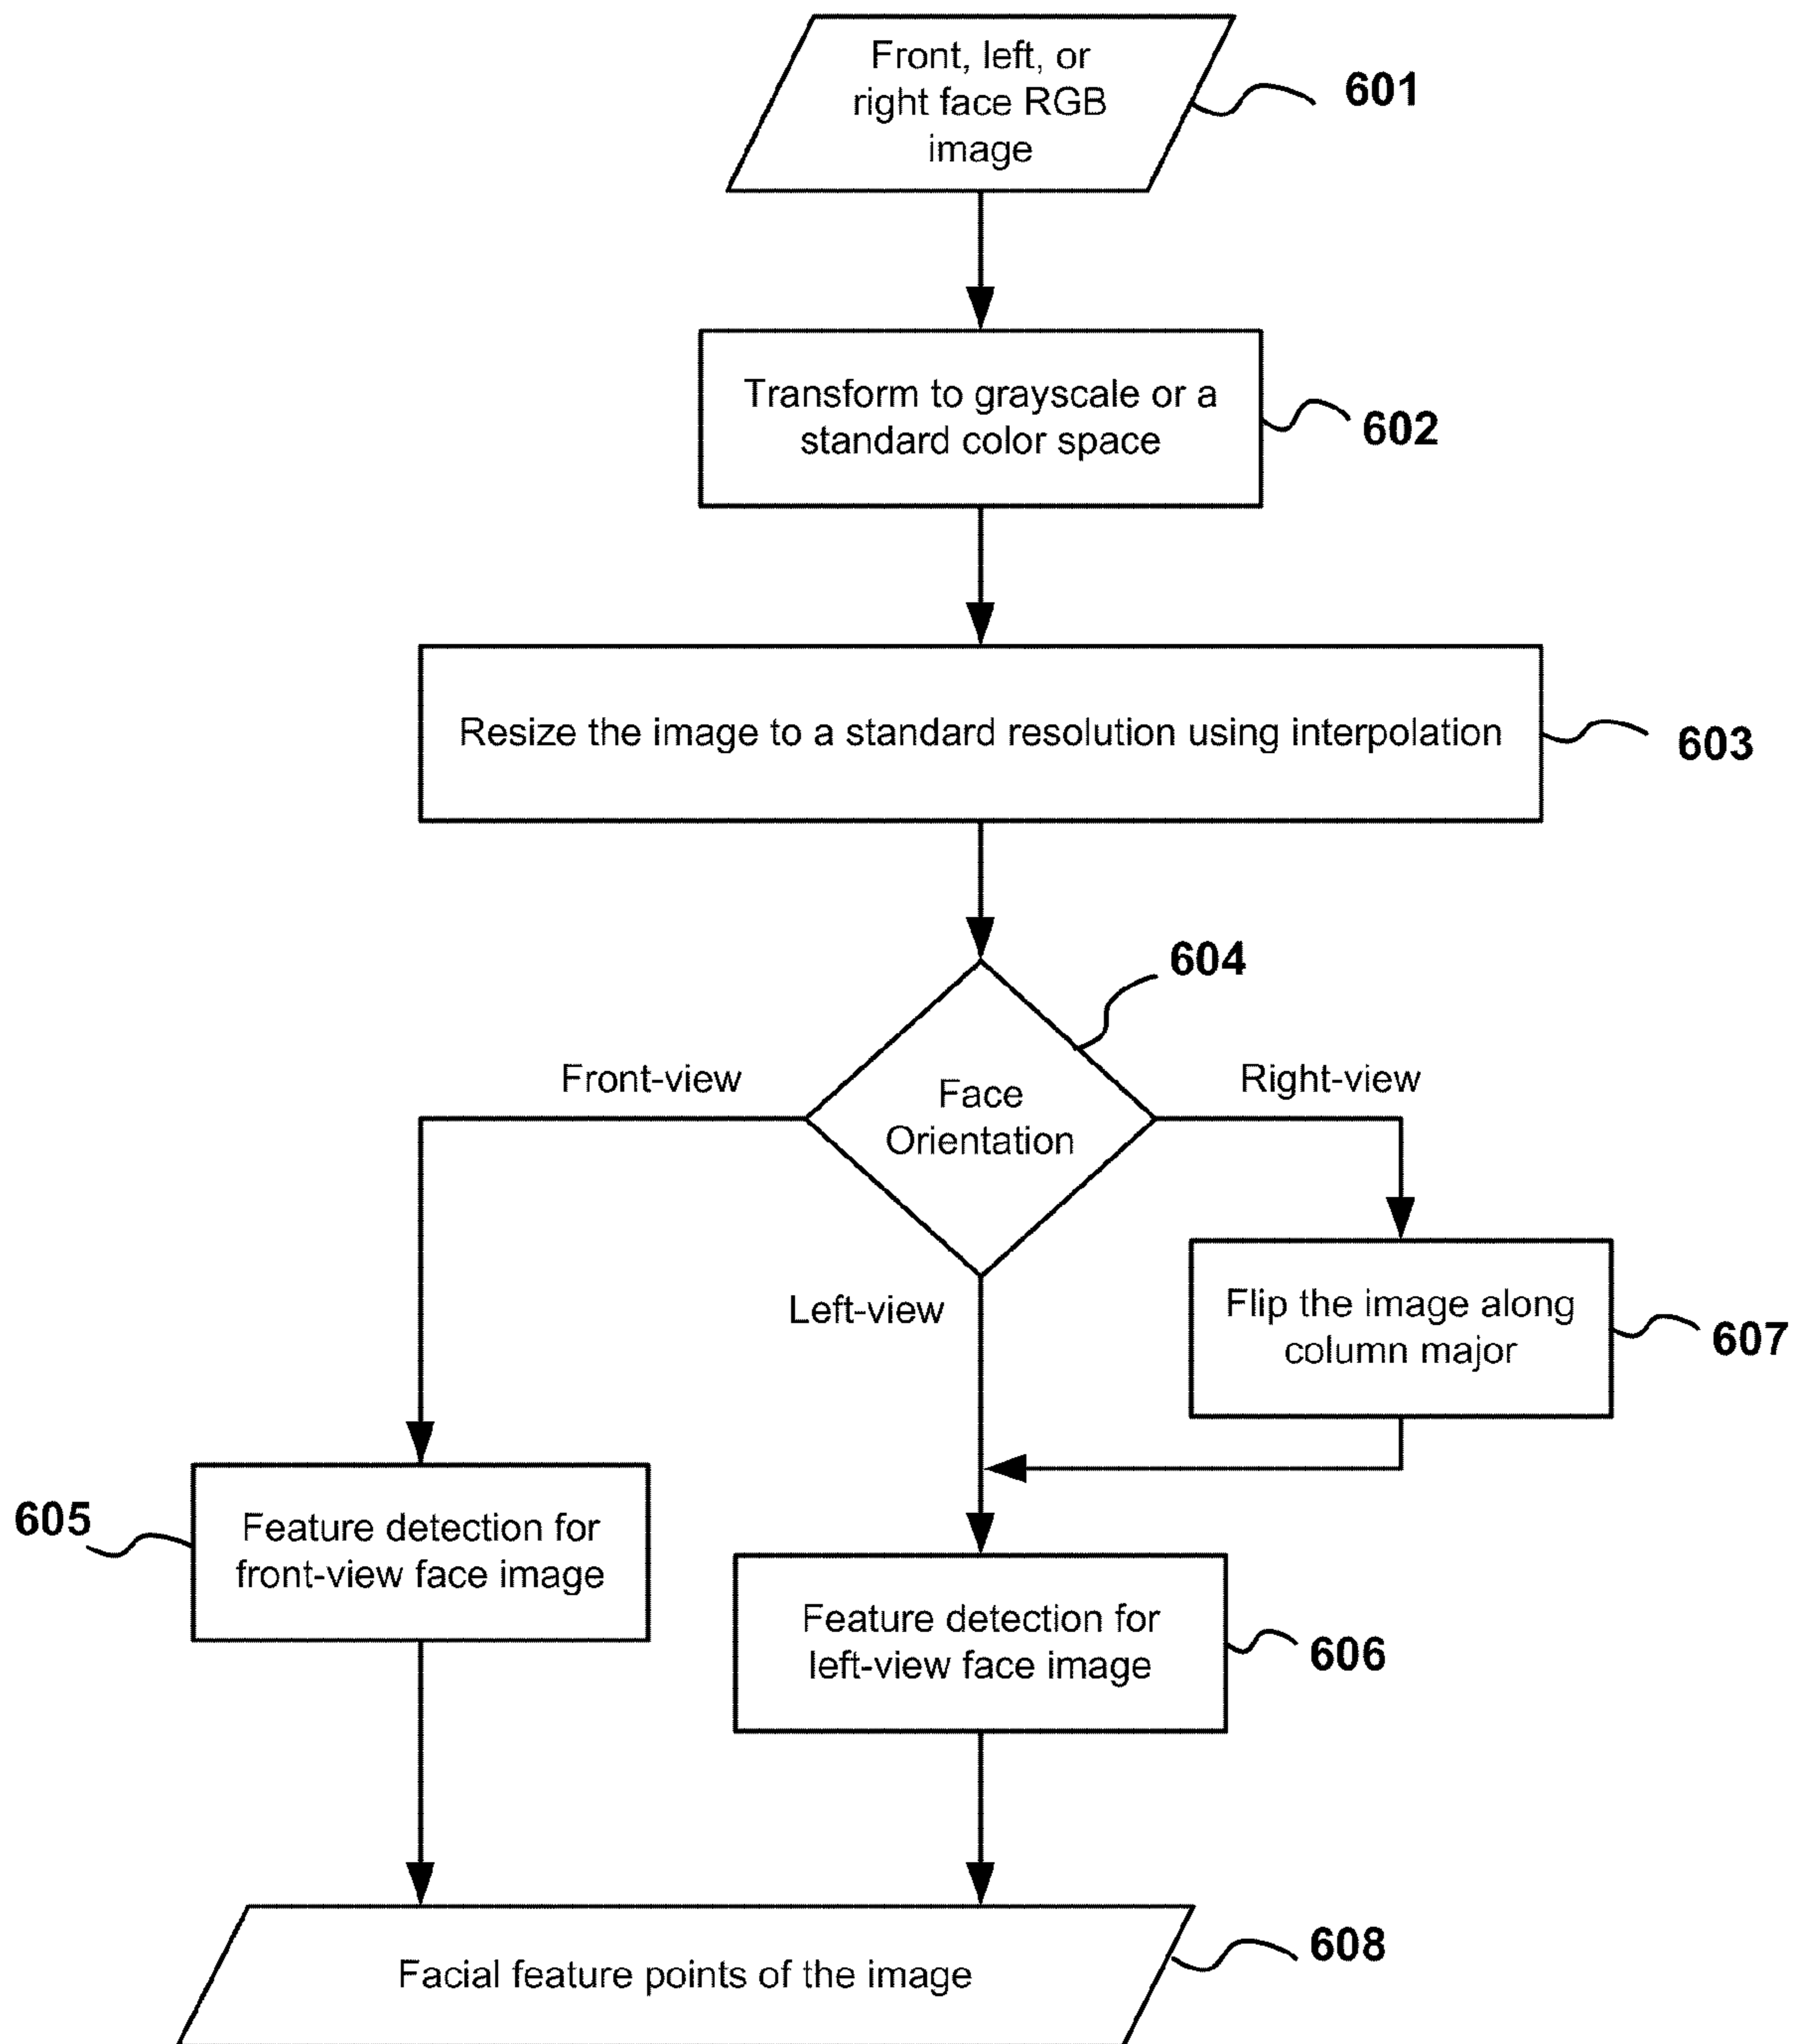 Front, left, or
right face RGB
image
601
Transform to grayscale or a
standard color space
602
Resize the image to a standard resolution using interpolation
603
604
Face
Orientation
Front-view
Right-view
Left-view
Flip the image along
column major
607
605
Feature detection for
front-view face image
Feature detection for
left-view face image
606
Facial feature points of the image
608